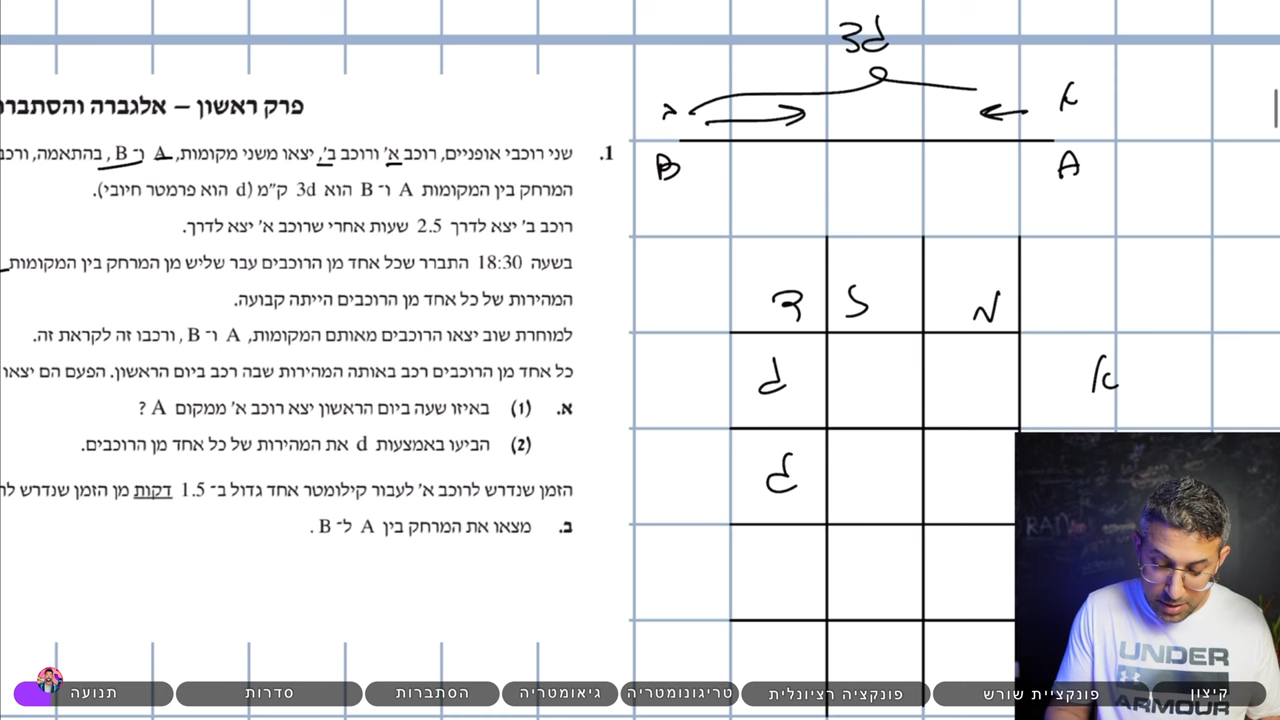 3d
ב
א
B
A
פרק ראשון – אלגברה והסתברו
1. שני רוכבי אופניים, רוכב א' ורוכב ב', יצאו משני מקומות, A ו־ B , בהתאמה, ורכב
המרחק בין המקומות A ו־ B הוא 3d ק"מ (d הוא פרמטר חיובי).
רוכב ב' יצא לדרך 2.5 שעות אחרי שרוכב א' יצא לדרך.
בשעה 18:30 התברר שכל אחד מן הרוכבים עבר שליש מן המרחק בין המקומות
המהירות של כל אחד מן הרוכבים הייתה קבועה.
למוחרת שוב יצאו הרוכבים מאותם המקומות, A ו־ B , ורכבו זה לקראת זה.
כל אחד מן הרוכבים רכב באותה המהירות שבה רכב ביום הראשון. הפעם הם יצאו
א. (1) באיזו שעה ביום הראשון יצא רוכב א' ממקום A ?
(2) הביעו באמצעות d את המהירות של כל אחד מן הרוכבים.
הזמן שנדרש לרוכב א' לעבור קילומטר אחד גדול ב־ 1.5 דקות מן הזמן שנדרש לר
ב. מצאו את המרחק בין A ל־ B .
ד
מ
d
א
d
UNDER
ARMOUR
תנועה
סדרות
הסתברות
גיאומטריה
טריגונומטריה
פונקציה רציונלית
פונקציית שורש
קיצון